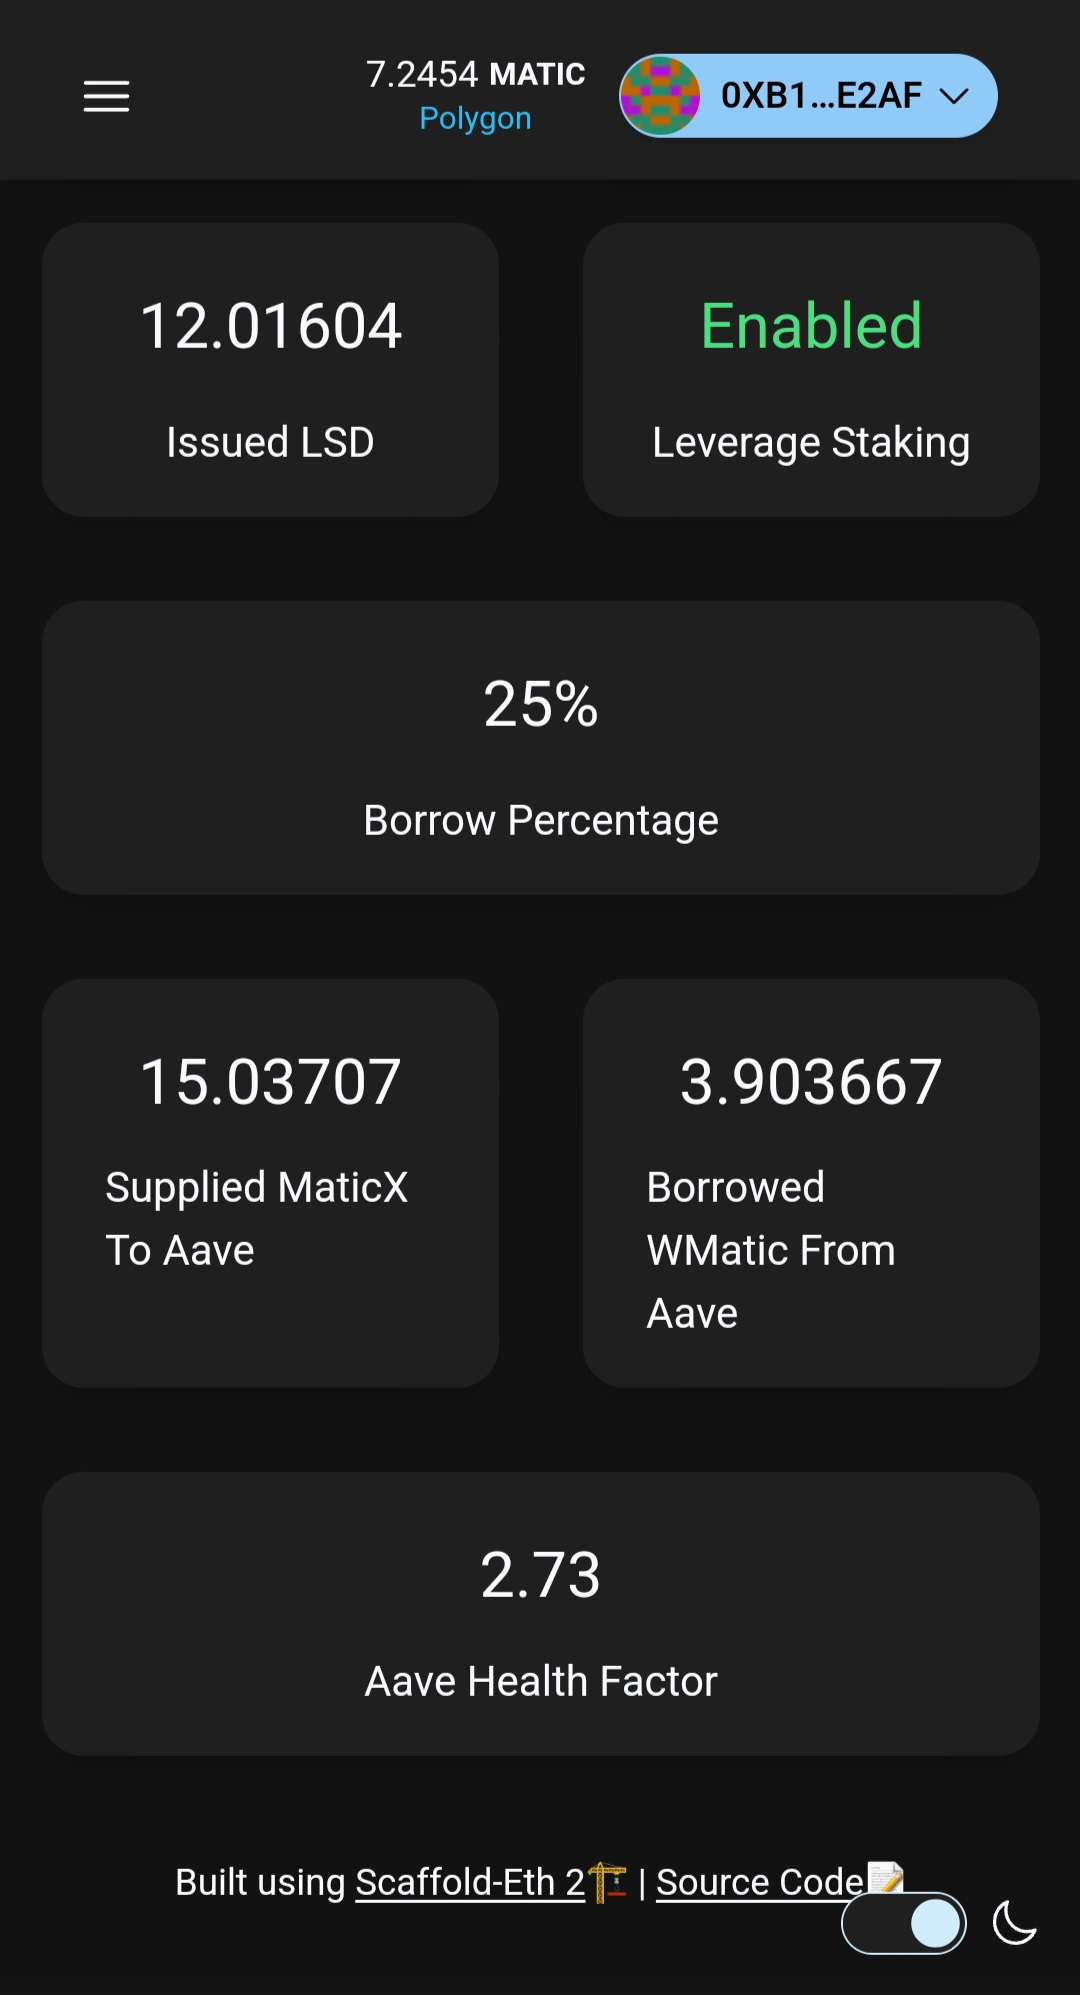 7.2454 MATIC
Polygon
0XB1...E2AF
12.01604
Issued LSD
Enabled
Leverage Staking
25%
Borrow Percentage
15.03707
Supplied MaticX
To Aave
3.903667
Borrowed
WMatic From
Aave
2.73
Aave Health Factor
Built using Scaffold-Eth 2🏗️ | Source Code📝